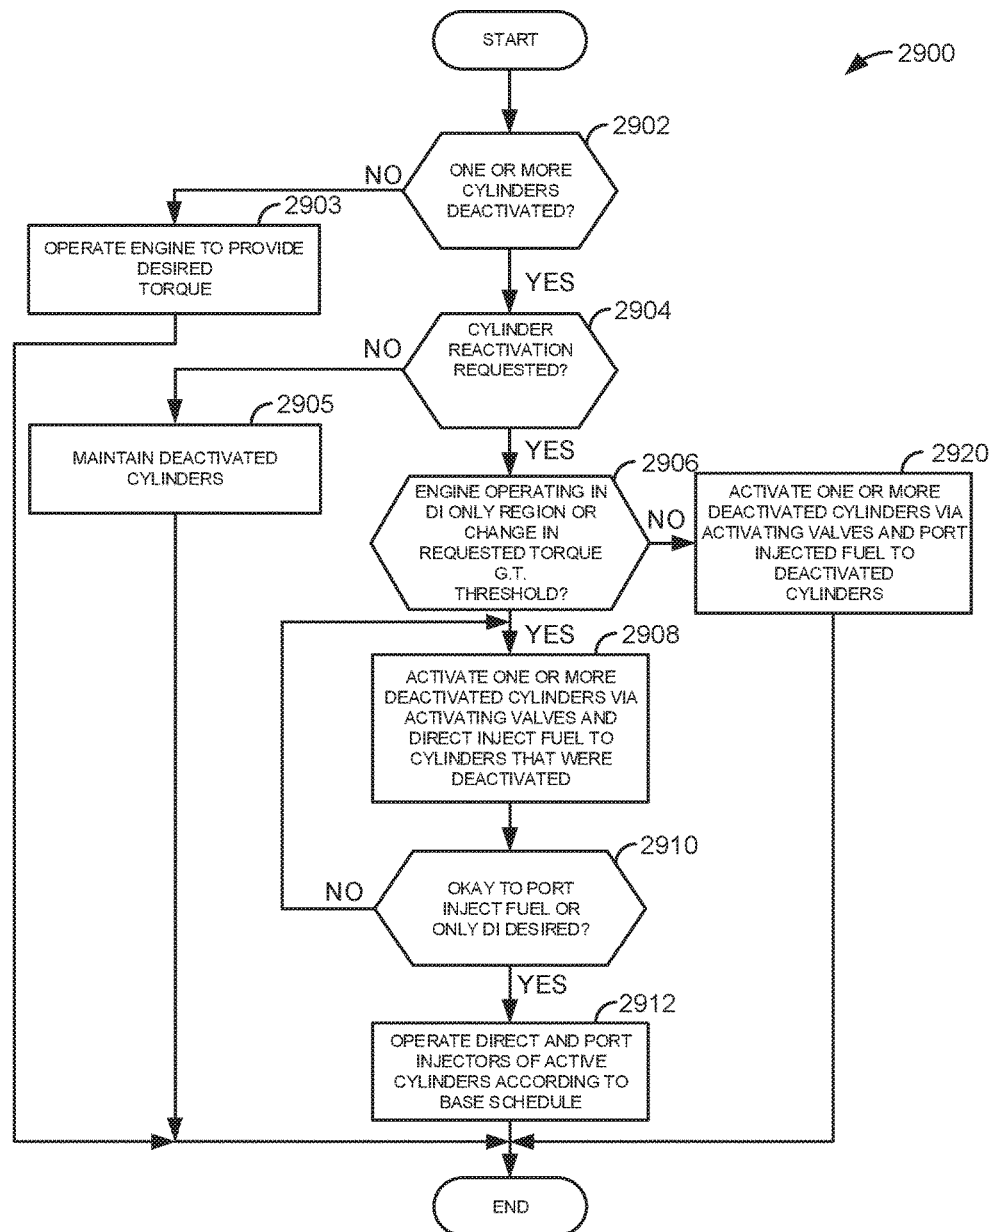 START
2900
2902
ONE OR MORE
CYLINDERS
DEACTIVATED?
NO
2903
OPERATE ENGINE TO PROVIDE
DESIRED
TORQUE
YES
2904
CYLINDER
REACTIVATION
REQUESTED?
NO
2905
MAINTAIN DEACTIVATED
CYLINDERS
YES
2906
ENGINE OPERATING IN
DI ONLY REGION OR
CHANGE IN
REQUESTED TORQUE
G.T.
THRESHOLD?
NO
2920
ACTIVATE ONE OR MORE
DEACTIVATED CYLINDERS VIA
ACTIVATING VALVES AND PORT
INJECTED FUEL TO
DEACTIVATED
CYLINDERS
YES
2908
ACTIVATE ONE OR MORE
DEACTIVATED CYLINDERS VIA
ACTIVATING VALVES AND
DIRECT INJECT FUEL TO
CYLINDERS THAT WERE
DEACTIVATED
2910
OKAY TO PORT
INJECT FUEL OR
ONLY DI DESIRED?
NO
YES
2912
OPERATE DIRECT AND PORT
INJECTORS OF ACTIVE
CYLINDERS ACCORDING TO
BASE SCHEDULE
END